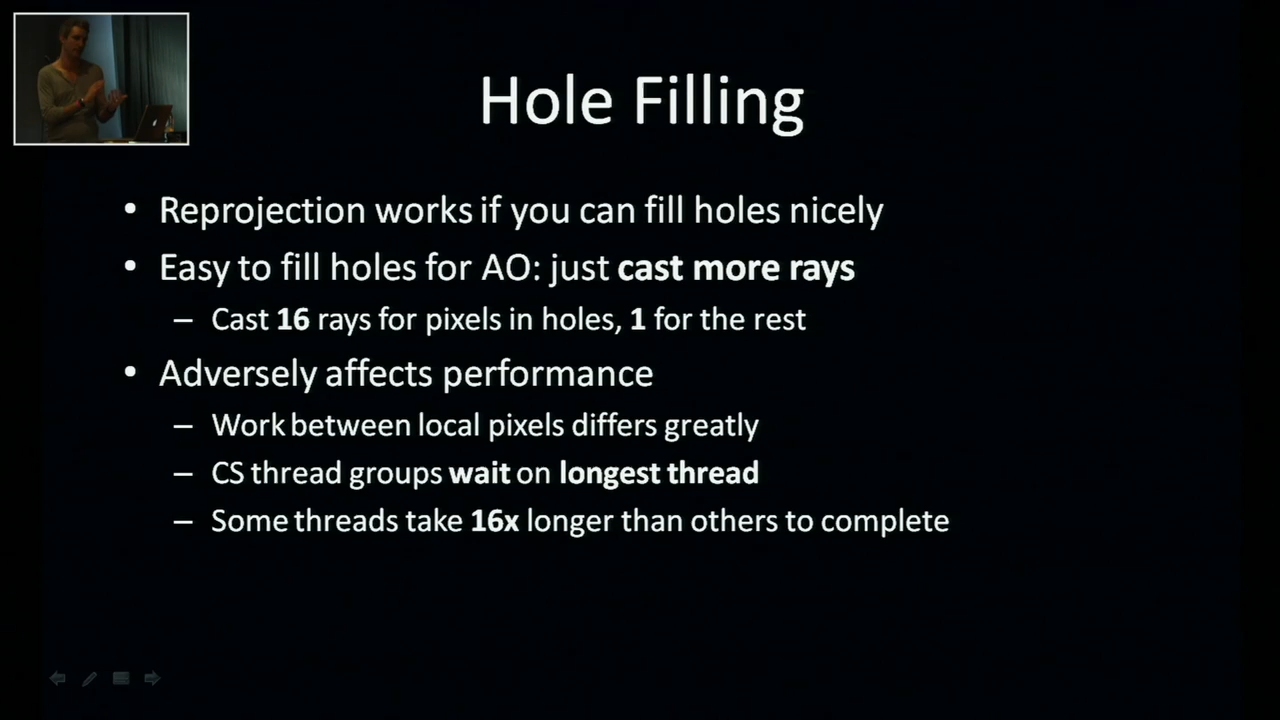 Hole Filling
• Reprojection works if you can fill holes nicely
• Easy to fill holes for AO: just cast more rays
– Cast 16 rays for pixels in holes, 1 for the rest
• Adversely affects performance
– Work between local pixels differs greatly
– CS thread groups wait on longest thread
– Some threads take 16x longer than others to complete